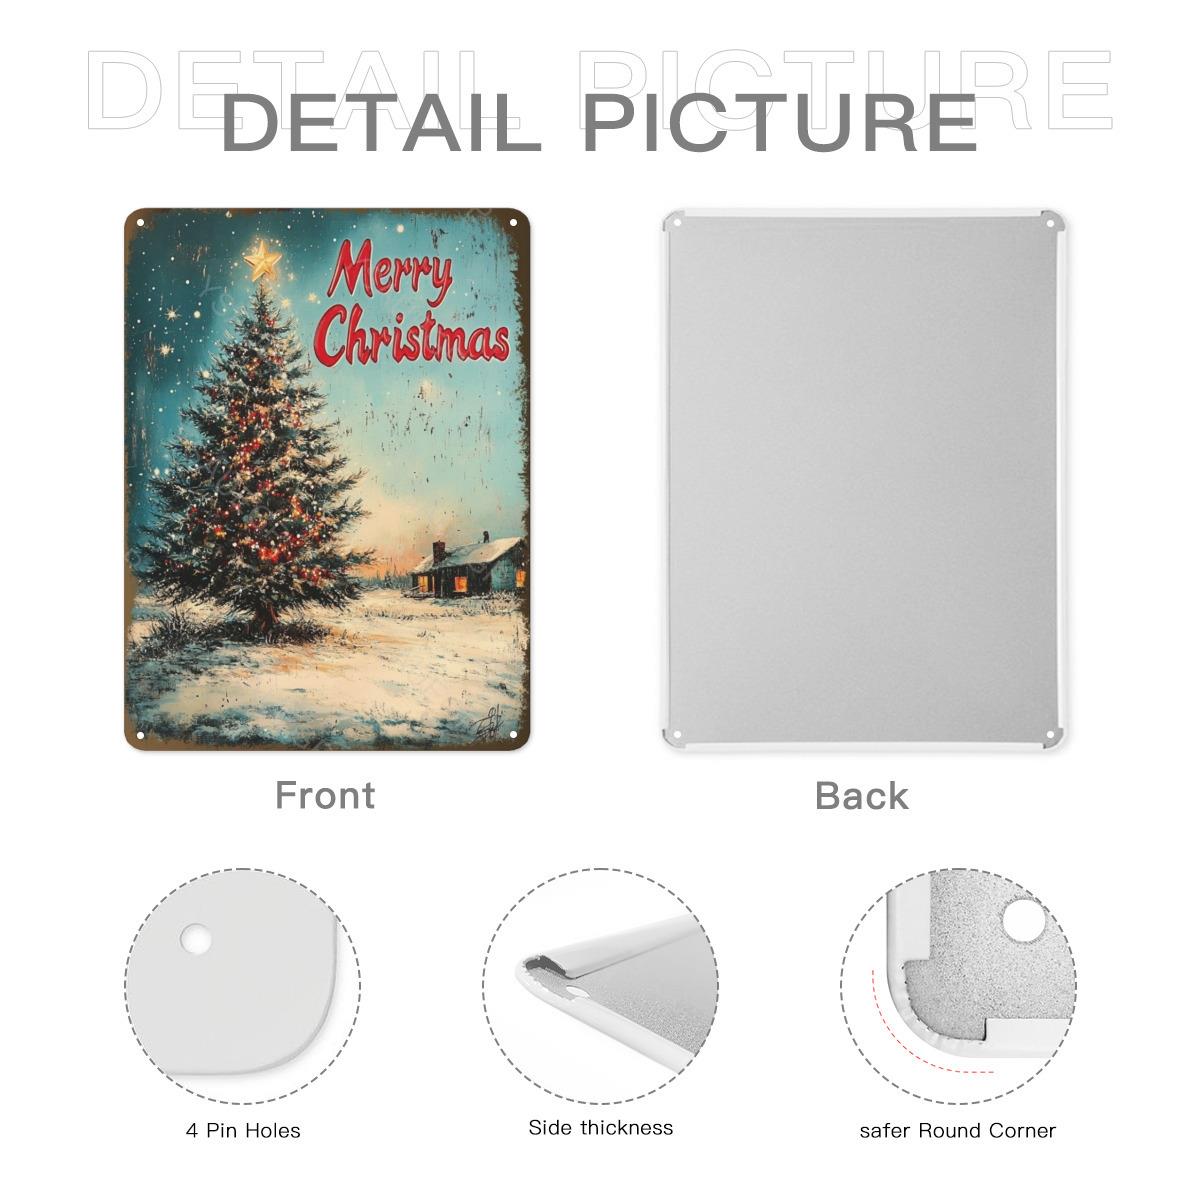 DETAIL PICTURE
DETAIL PICTURE
Merry
Christmas
Front
Back
4 Pin Holes
Side thickness
safer Round Corner